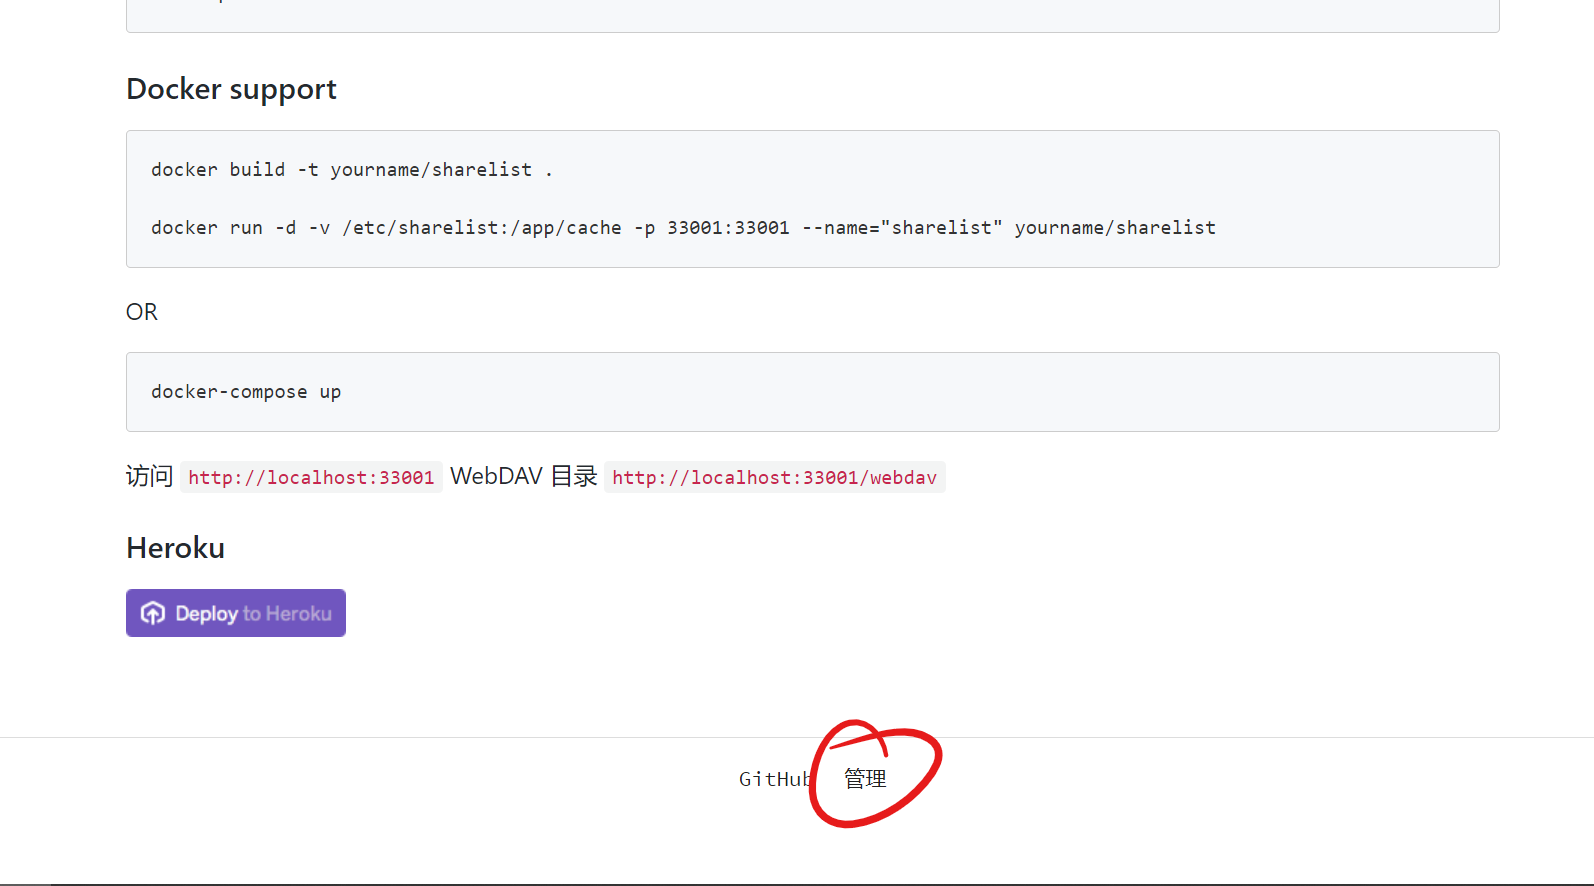 Docker support
docker build -t yourname/sharelist .
docker run -d -v /etc/sharelist:/app/cache -p 33001:33001 --name="sharelist" yourname/sharelist
OR
docker-compose up
访问 http://localhost:33001 WebDAV 目录 http://localhost:33001/webdav
Heroku
Deploy to Heroku
GitHub 管理